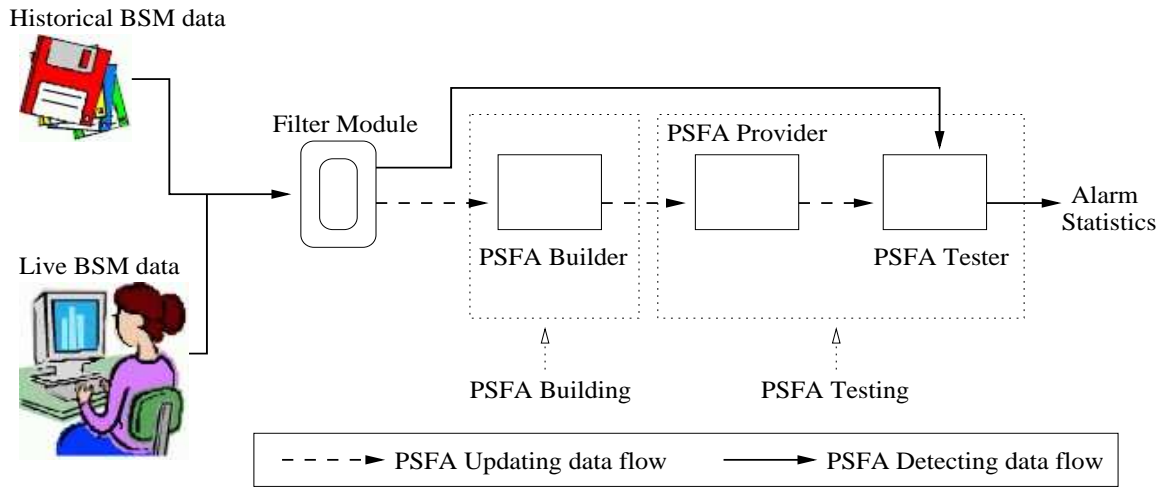 Historical BSM data
Filter Module
PSFA Provider
Alarm
Statistics
PSFA Builder
PSFA Tester
Live BSM data
PSFA Building
PSFA Testing
PSFA Updating data flow
PSFA Detecting data flow